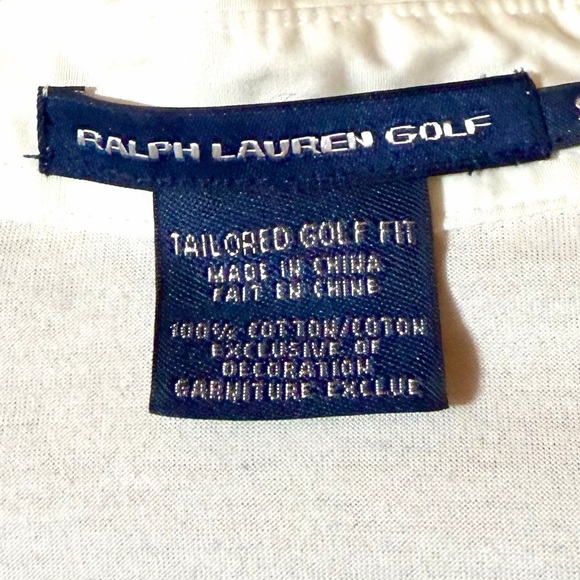 RALPH LAUREN GOLF
TAILORED GOLF FIT
MADE IN CHINA
FAIT EN CHINE
100% COTTON/COTON
EXCLUSIVE OF
DECORATION
GARNITURE EXCLUE